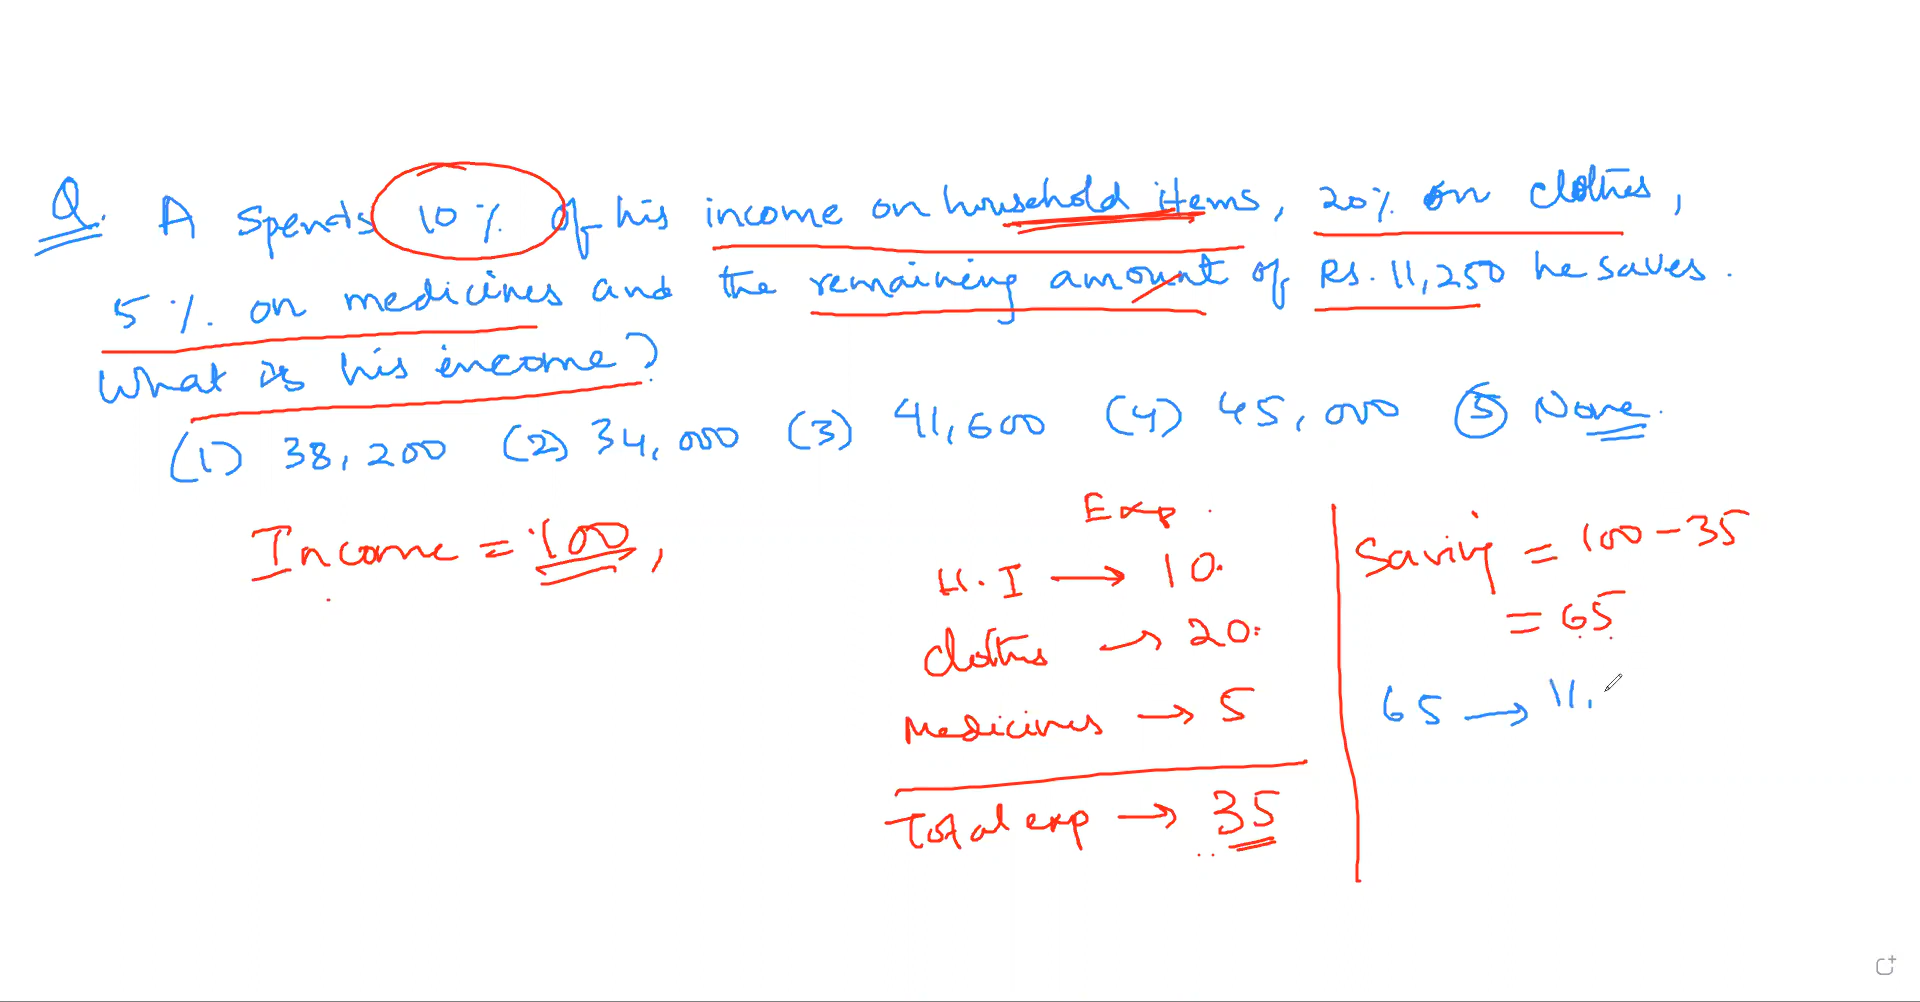 Q. A spends 10% of his income on household items, 20% on clothes,
5%. on medicines and the remaining amount of Rs. 11,250 he saves.
What is his income?
(1) 38,200 (2) 34,000 (3) 41,600 (4) 45,000 (5) None.
Income = 100,
Exp.
H.I → 10.
clothes → 20.
Medicines → 5
Total exp → 35
Saving = 100 - 35
= 65
65 → 11.